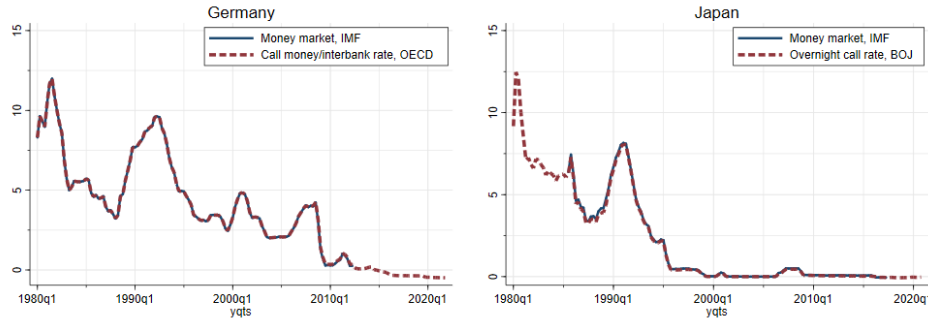 Germany
Money market, IMF
Call money/interbank rate, OECD
15
10
5
0
1980q1 1990q1 2000q1 2010q1 2020q1
yqts
Japan
Money market, IMF
Overnight call rate, BOJ
15
10
5
0
1980q1 1990q1 2000q1 2010q1 2020q1
yqts